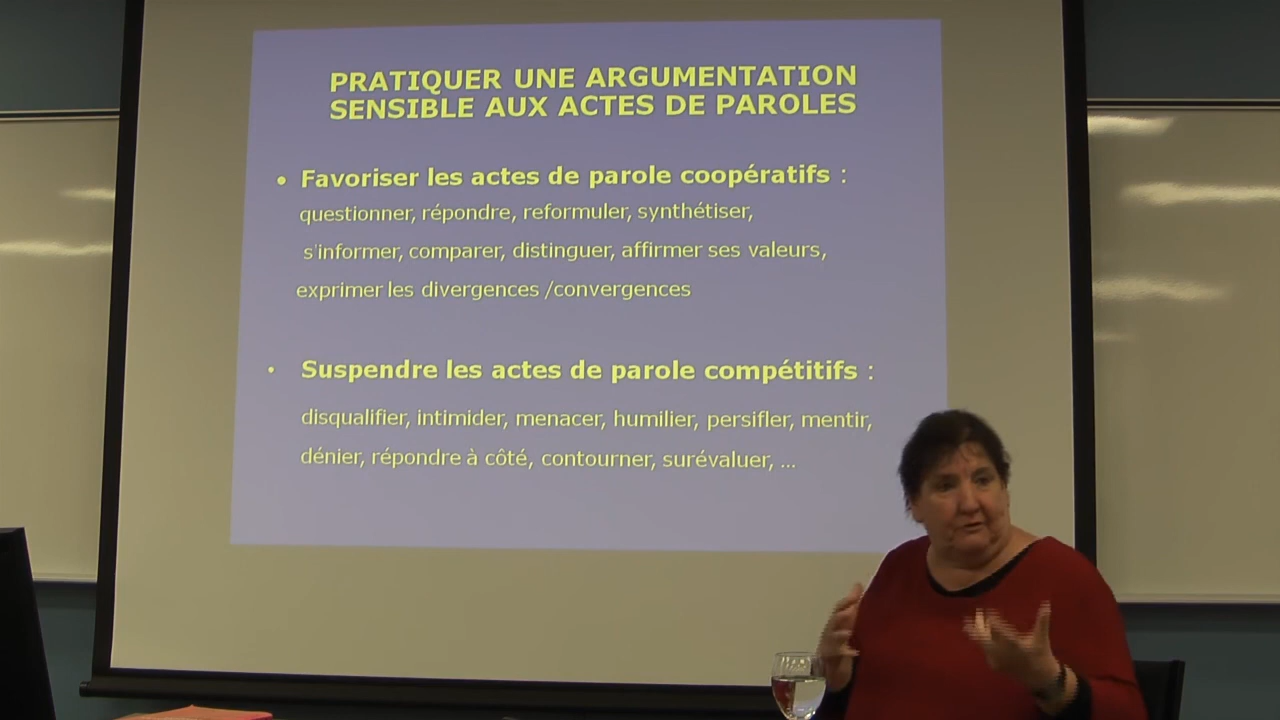 PRATIQUER UNE ARGUMENTATION
SENSIBLE AUX ACTES DE PAROLES
• Favoriser les actes de parole coopératifs :
questionner, répondre, reformuler, synthétiser,
s'informer, comparer, distinguer, affirmer ses valeurs,
exprimer les divergences /convergences
• Suspendre les actes de parole compétitifs :
disqualifier, intimider, menacer, humilier, persifler, mentir,
dénier, répondre à côté, contourner, surévaluer, ...